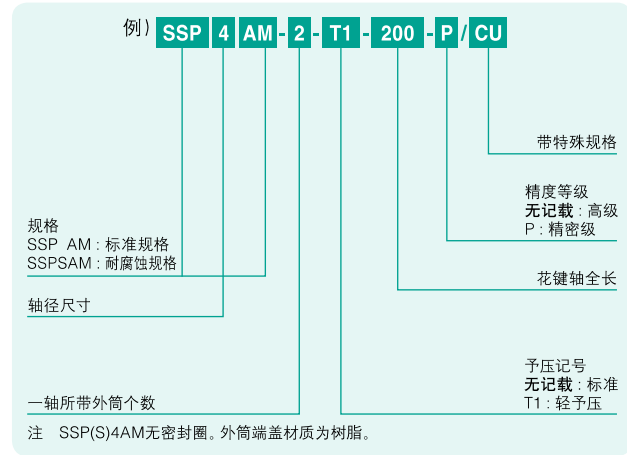 例) SSP 4 AM - 2 - T1 - 200 - P / CU
带特殊规格
精度等级
无记载 : 高级
P : 精密级
规格
SSP AM : 标准规格
SSPSAM : 耐腐蚀规格
花键轴全长
轴径尺寸
予压记号
无记载 : 标准
T1 : 轻予压
一轴所带外筒个数
注 SSP(S)4AM无密封圈。外筒端盖材质为树脂。